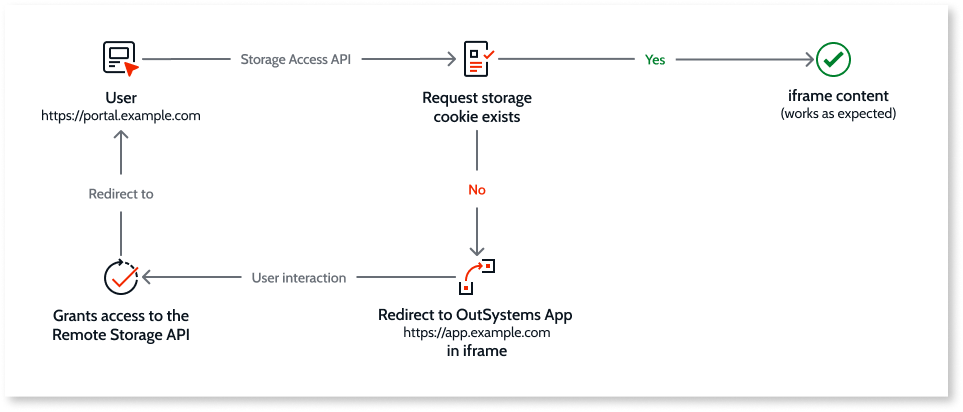 Storage Access API
Yes
User
https://portal.example.com
Request storage
cookie exists
iframe content
(works as expected)
Redirect to
No
User interaction
Grants access to the
Remote Storage API
Redirect to OutSystems App
https://app.example.com
in iframe